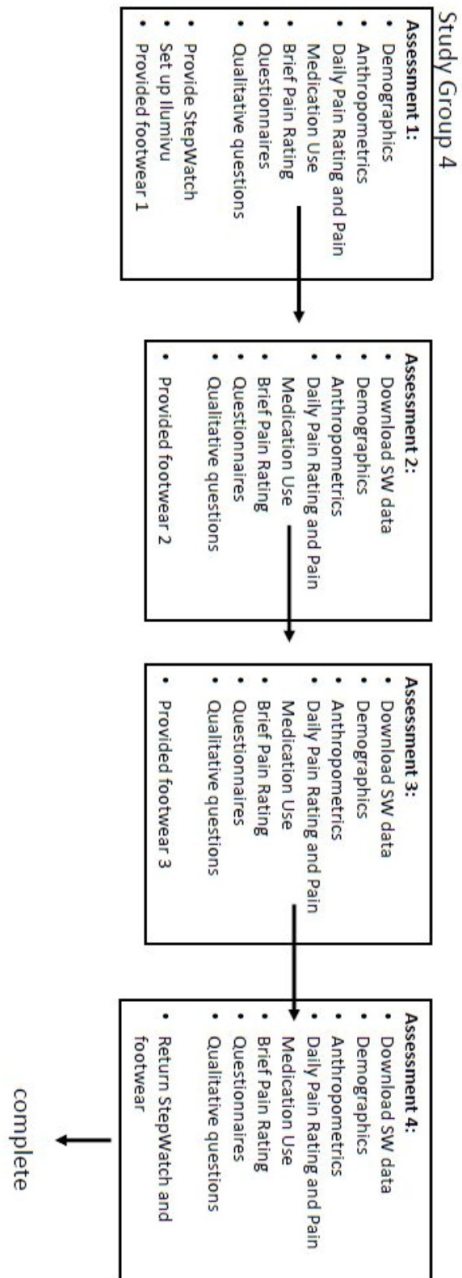 Study Group 4
Assessment 1:
• Demographics
• Anthropometrics
• Daily Pain Rating and Pain
Medication Use
• Brief Pain Rating
• Questionnaires
• Qualitative questions
• Provide StepWatch
• Set up Ilumivu
• Provided footwear 1
Assessment 2:
• Download SW data
• Demographics
• Anthropometrics
• Daily Pain Rating and Pain
Medication Use
• Brief Pain Rating
• Questionnaires
• Qualitative questions
• Provided footwear 2
Assessment 3:
• Download SW data
• Demographics
• Anthropometrics
• Daily Pain Rating and Pain
Medication Use
• Brief Pain Rating
• Questionnaires
• Qualitative questions
• Provided footwear 3
Assessment 4:
• Download SW data
• Demographics
• Anthropometrics
• Daily Pain Rating and Pain
Medication Use
• Brief Pain Rating
• Questionnaires
• Qualitative questions
• Return StepWatch and
footwear
complete